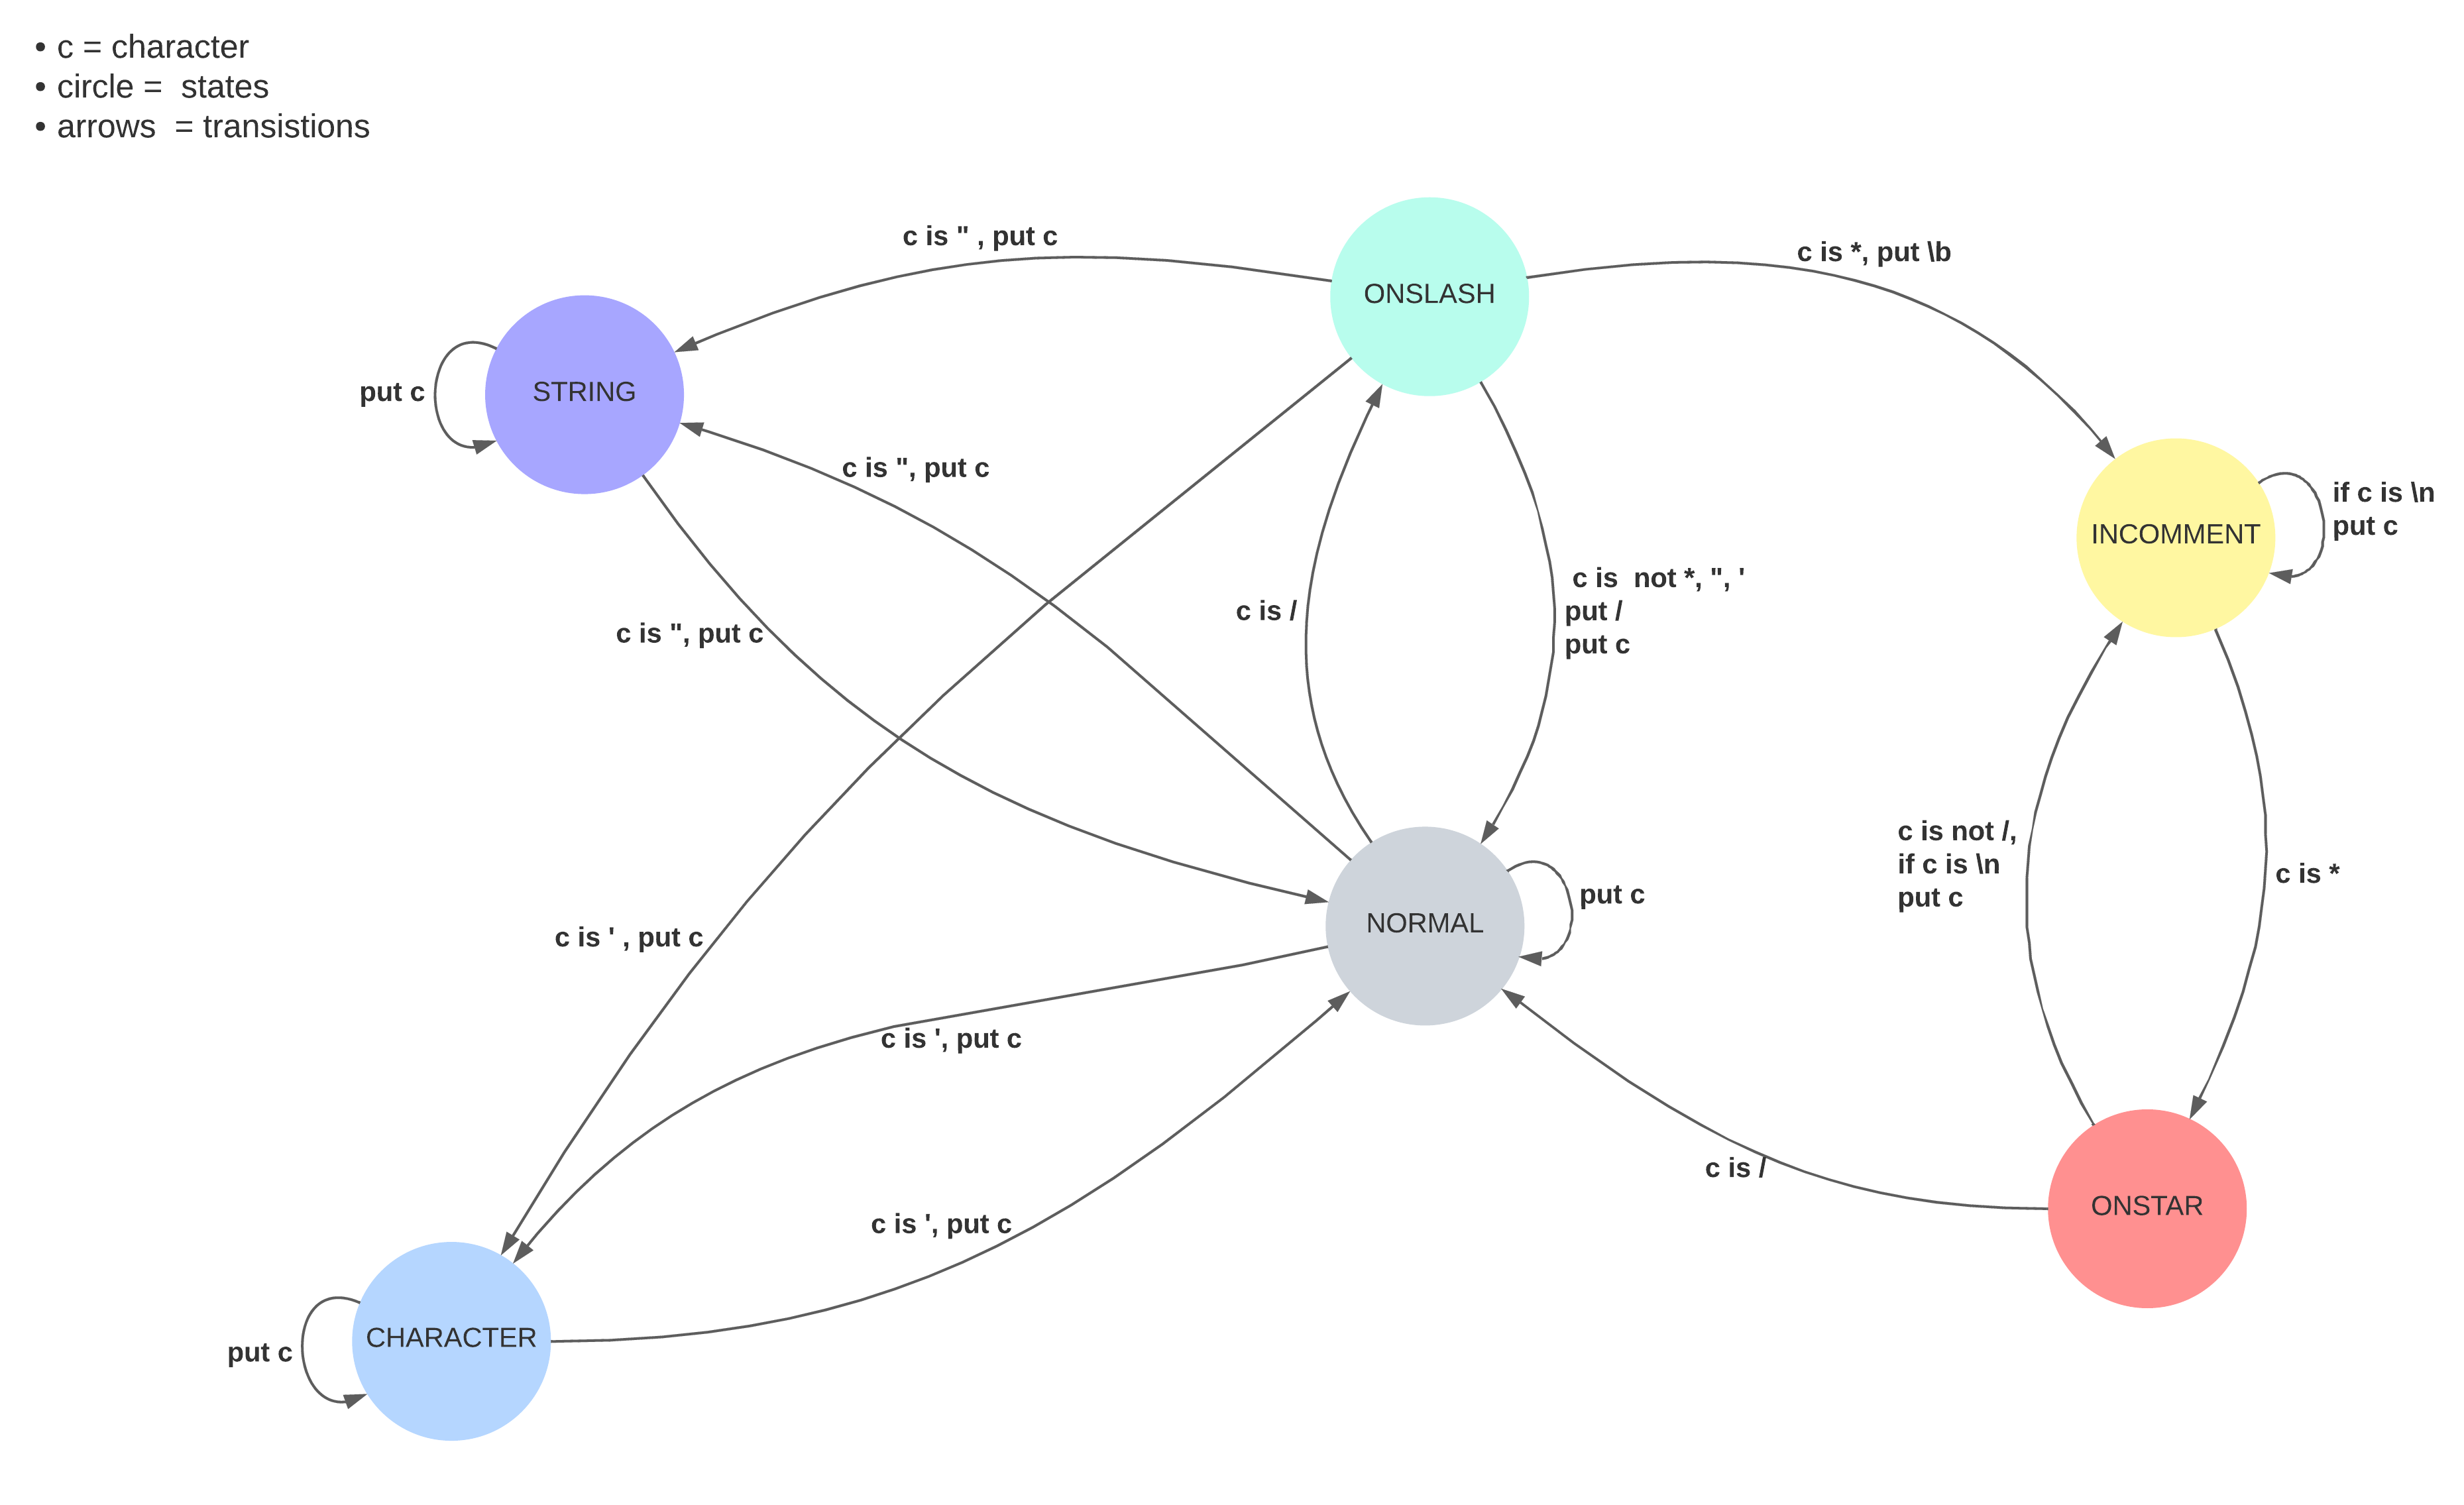 • c = character
• circle =  states
• arrows  = transistions
c is " , put c
ONSLASH
c is *, put \b
STRING
put c
c is ", put c
INCOMMENT
if c is \n
put c
c is ", put c
c is /
c is  not *, ", '
put /
put c
c is ' , put c
NORMAL
put c
c is not /,
if c is \n
put c
c is *
c is ', put c
c is /
ONSTAR
c is ', put c
CHARACTER
put c